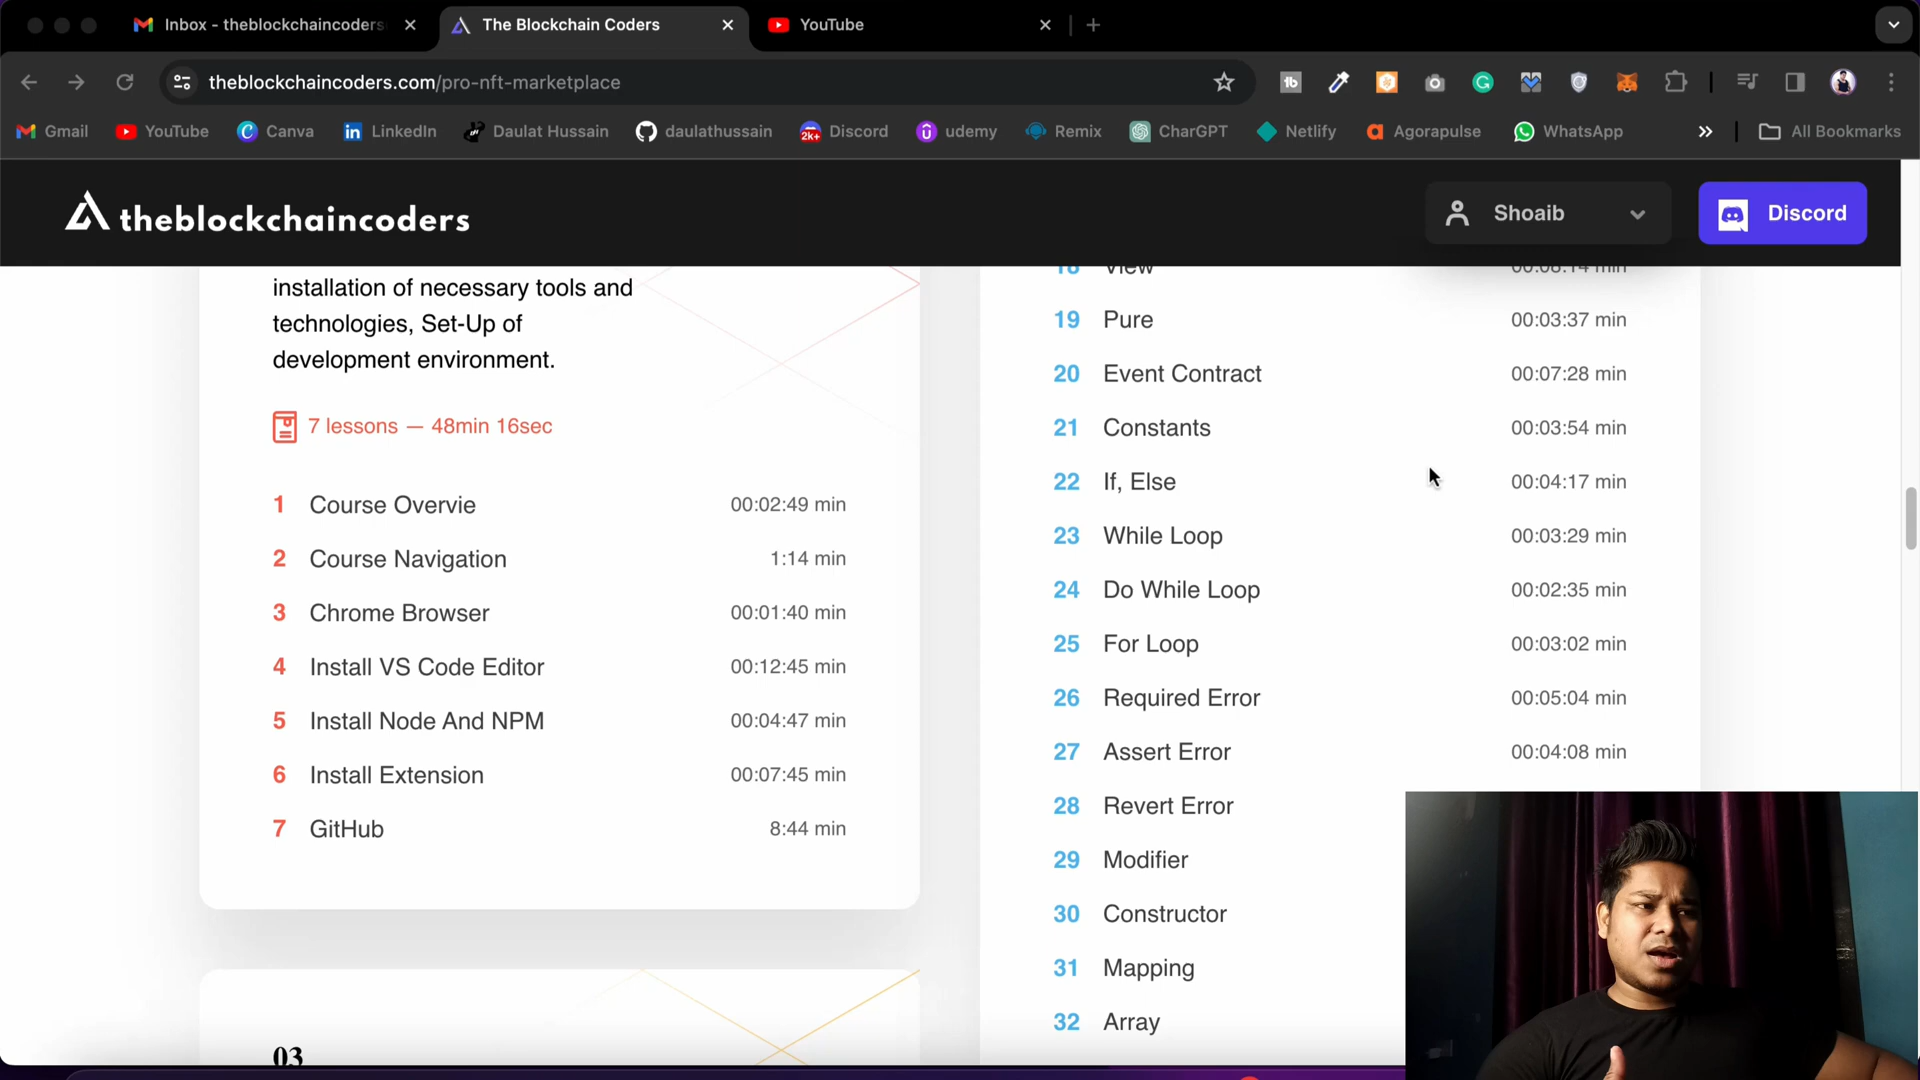 Inbox - theblockchaincoders
The Blockchain Coders
YouTube
theblockchaincoders.com/pro-nft-marketplace
Gmail
YouTube
Canva
LinkedIn
Daulat Hussain
daulathussain
2k+
Discord
udemy
Remix
CharGPT
Netlify
Agorapulse
WhatsApp
All Bookmarks
theblockchaincoders
Shoaib
Discord
installation of necessary tools and
technologies, Set-Up of
development environment.
7 lessons — 48min 16sec
1 Course Overvie 00:02:49 min
2 Course Navigation 1:14 min
3 Chrome Browser 00:01:40 min
4 Install VS Code Editor 00:12:45 min
5 Install Node And NPM 00:04:47 min
6 Install Extension 00:07:45 min
7 GitHub 8:44 min
03
18 View 00:08:14 min
19 Pure 00:03:37 min
20 Event Contract 00:07:28 min
21 Constants 00:03:54 min
22 If, Else 00:04:17 min
23 While Loop 00:03:29 min
24 Do While Loop 00:02:35 min
25 For Loop 00:03:02 min
26 Required Error 00:05:04 min
27 Assert Error 00:04:08 min
28 Revert Error
29 Modifier
30 Constructor
31 Mapping
32 Array